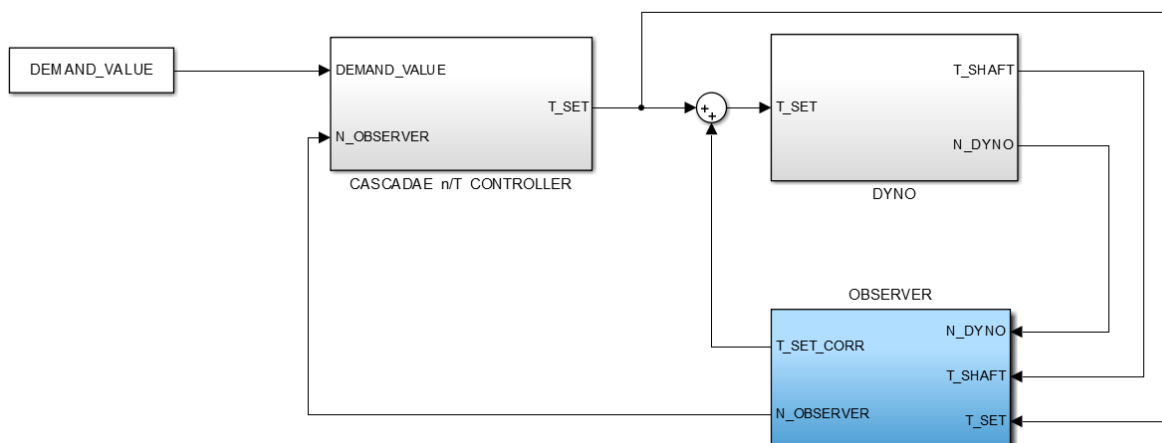 DEMAND_VALUE
DEMAND_VALUE
N_OBSERVER
T_SET
CASCADAE n/T CONTROLLER
+
+
T_SET
T_SHAFT
N_DYNO
DYNO
OBSERVER
T_SET_CORR
N_OBSERVER
N_DYNO
T_SHAFT
T_SET